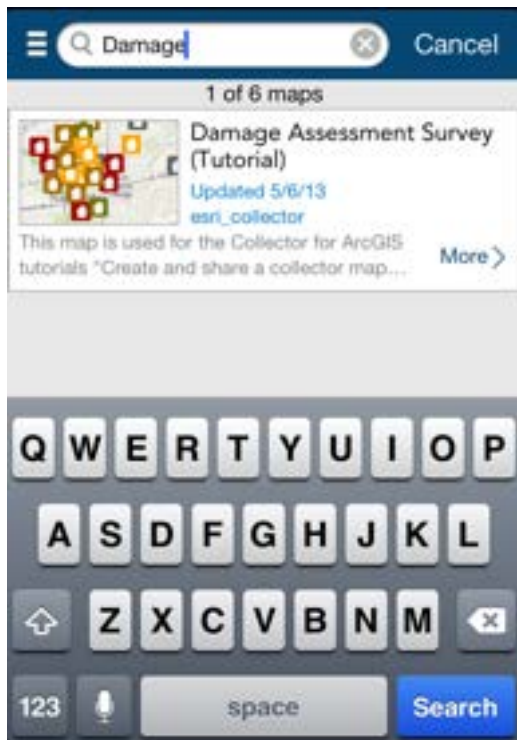 Damage
Cancel
1 of 6 maps
Damage Assessment Survey
(Tutorial)
Updated 5/6/13
esri_collector
This map is used for the Collector for ArcGIS
tutorials "Create and share a collector map...
More
Q W E R T Y U I O P
A S D F G H J K L
Z X C V B N M
123 space Search